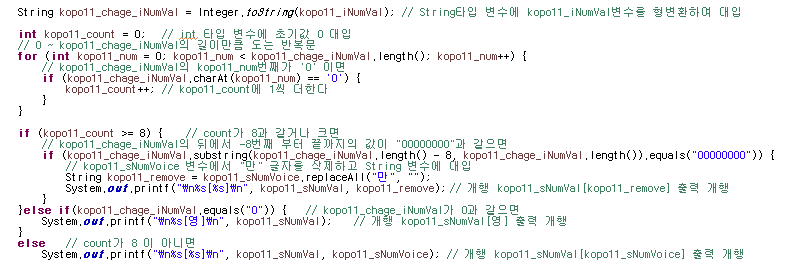 String kopo11_chage_iNumVal = Integer.toString(kopo11_iNumVal); // String타입 변수에 kopo11_iNumVal변수를 형변환하여 대입
int kopo11_count = 0;   // int 타입 변수에 초기값 0 대입
// 0 ~ kopo11_chage_iNumVal의 길이만큼 도는 반복문
for (int kopo11_num = 0; kopo11_num < kopo11_chage_iNumVal.length(); kopo11_num++) {
// kopo11_chage_iNumVal의 kopo11_num번째가 '0' 이면
if (kopo11_chage_iNumVal.charAt(kopo11_num) == '0') {
kopo11_count++; // kopo11_count에 1씩 더한다
}
}
if (kopo11_count >= 8) {    // count가 8과 같거나 크면
// kopo11_chage_iNumVal의 뒤에서 -8번째 부터 끝까지의 값이 "00000000"과 같으면
if (kopo11_chage_iNumVal.substring(kopo11_chage_iNumVal.length() - 8, kopo11_chage_iNumVal.length()).equals("00000000")) {
// kopo11_sNumVoice 변수에서 "만" 글자를 삭제하고 String 변수에 대입
String kopo11_remove = kopo11_sNumVoice.replaceAll("만", "");
System.out.printf("\n%s[%s]\n", kopo11_sNumVal, kopo11_remove); // 개행 kopo11_sNumVal[kopo11_remove] 출력 개행
}
}else if(kopo11_chage_iNumVal.equals("0")) {   // kopo11_chage_iNumVal가 0과 같으면
System.out.printf("\n%s[영]\n", kopo11_sNumVal);    // 개행 kopo11_sNumVal[영] 출력 개행
}
else   // count가 8 이 아니면
System.out.printf("\n%s[%s]\n", kopo11_sNumVal, kopo11_sNumVoice); // 개행 kopo11_sNumVal[kopo11_sNumVoice] 출력 개행